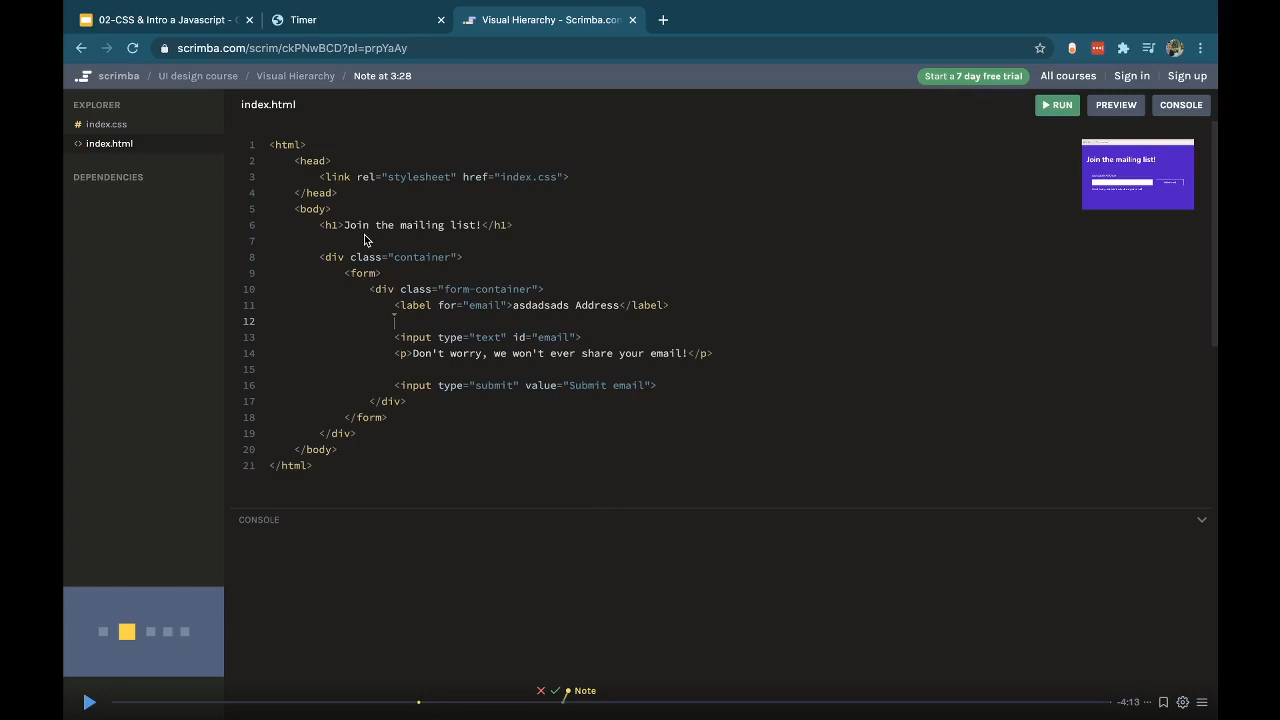 02-CSS & Intro a Javascript -
Timer
Visual Hierarchy - Scrimba.com
scrimba.com/scrim/ckPNwBCD?pl=prpYaAy
scrimba / UI design course / Visual Hierarchy / Note at 3:28
Start a 7 day free trial
All courses
Sign in
Sign up
EXPLORER
# index.css
<> index.html
DEPENDENCIES
index.html
RUN
PREVIEW
CONSOLE
1 <html>
2 <head>
3 <link rel="stylesheet" href="index.css">
4 </head>
5 <body>
6 <h1>Join the mailing list!</h1>
7
8 <div class="container">
9 <form>
10 <div class="form-container">
11 <label for="email">asdadsads Address</label>
12
13 <input type="text" id="email">
14 <p>Don't worry, we won't ever share your email!</p>
15
16 <input type="submit" value="Submit email">
17 </div>
18 </form>
19 </div>
20 </body>
21 </html>
Join the mailing list!
CONSOLE
Note
-4:13